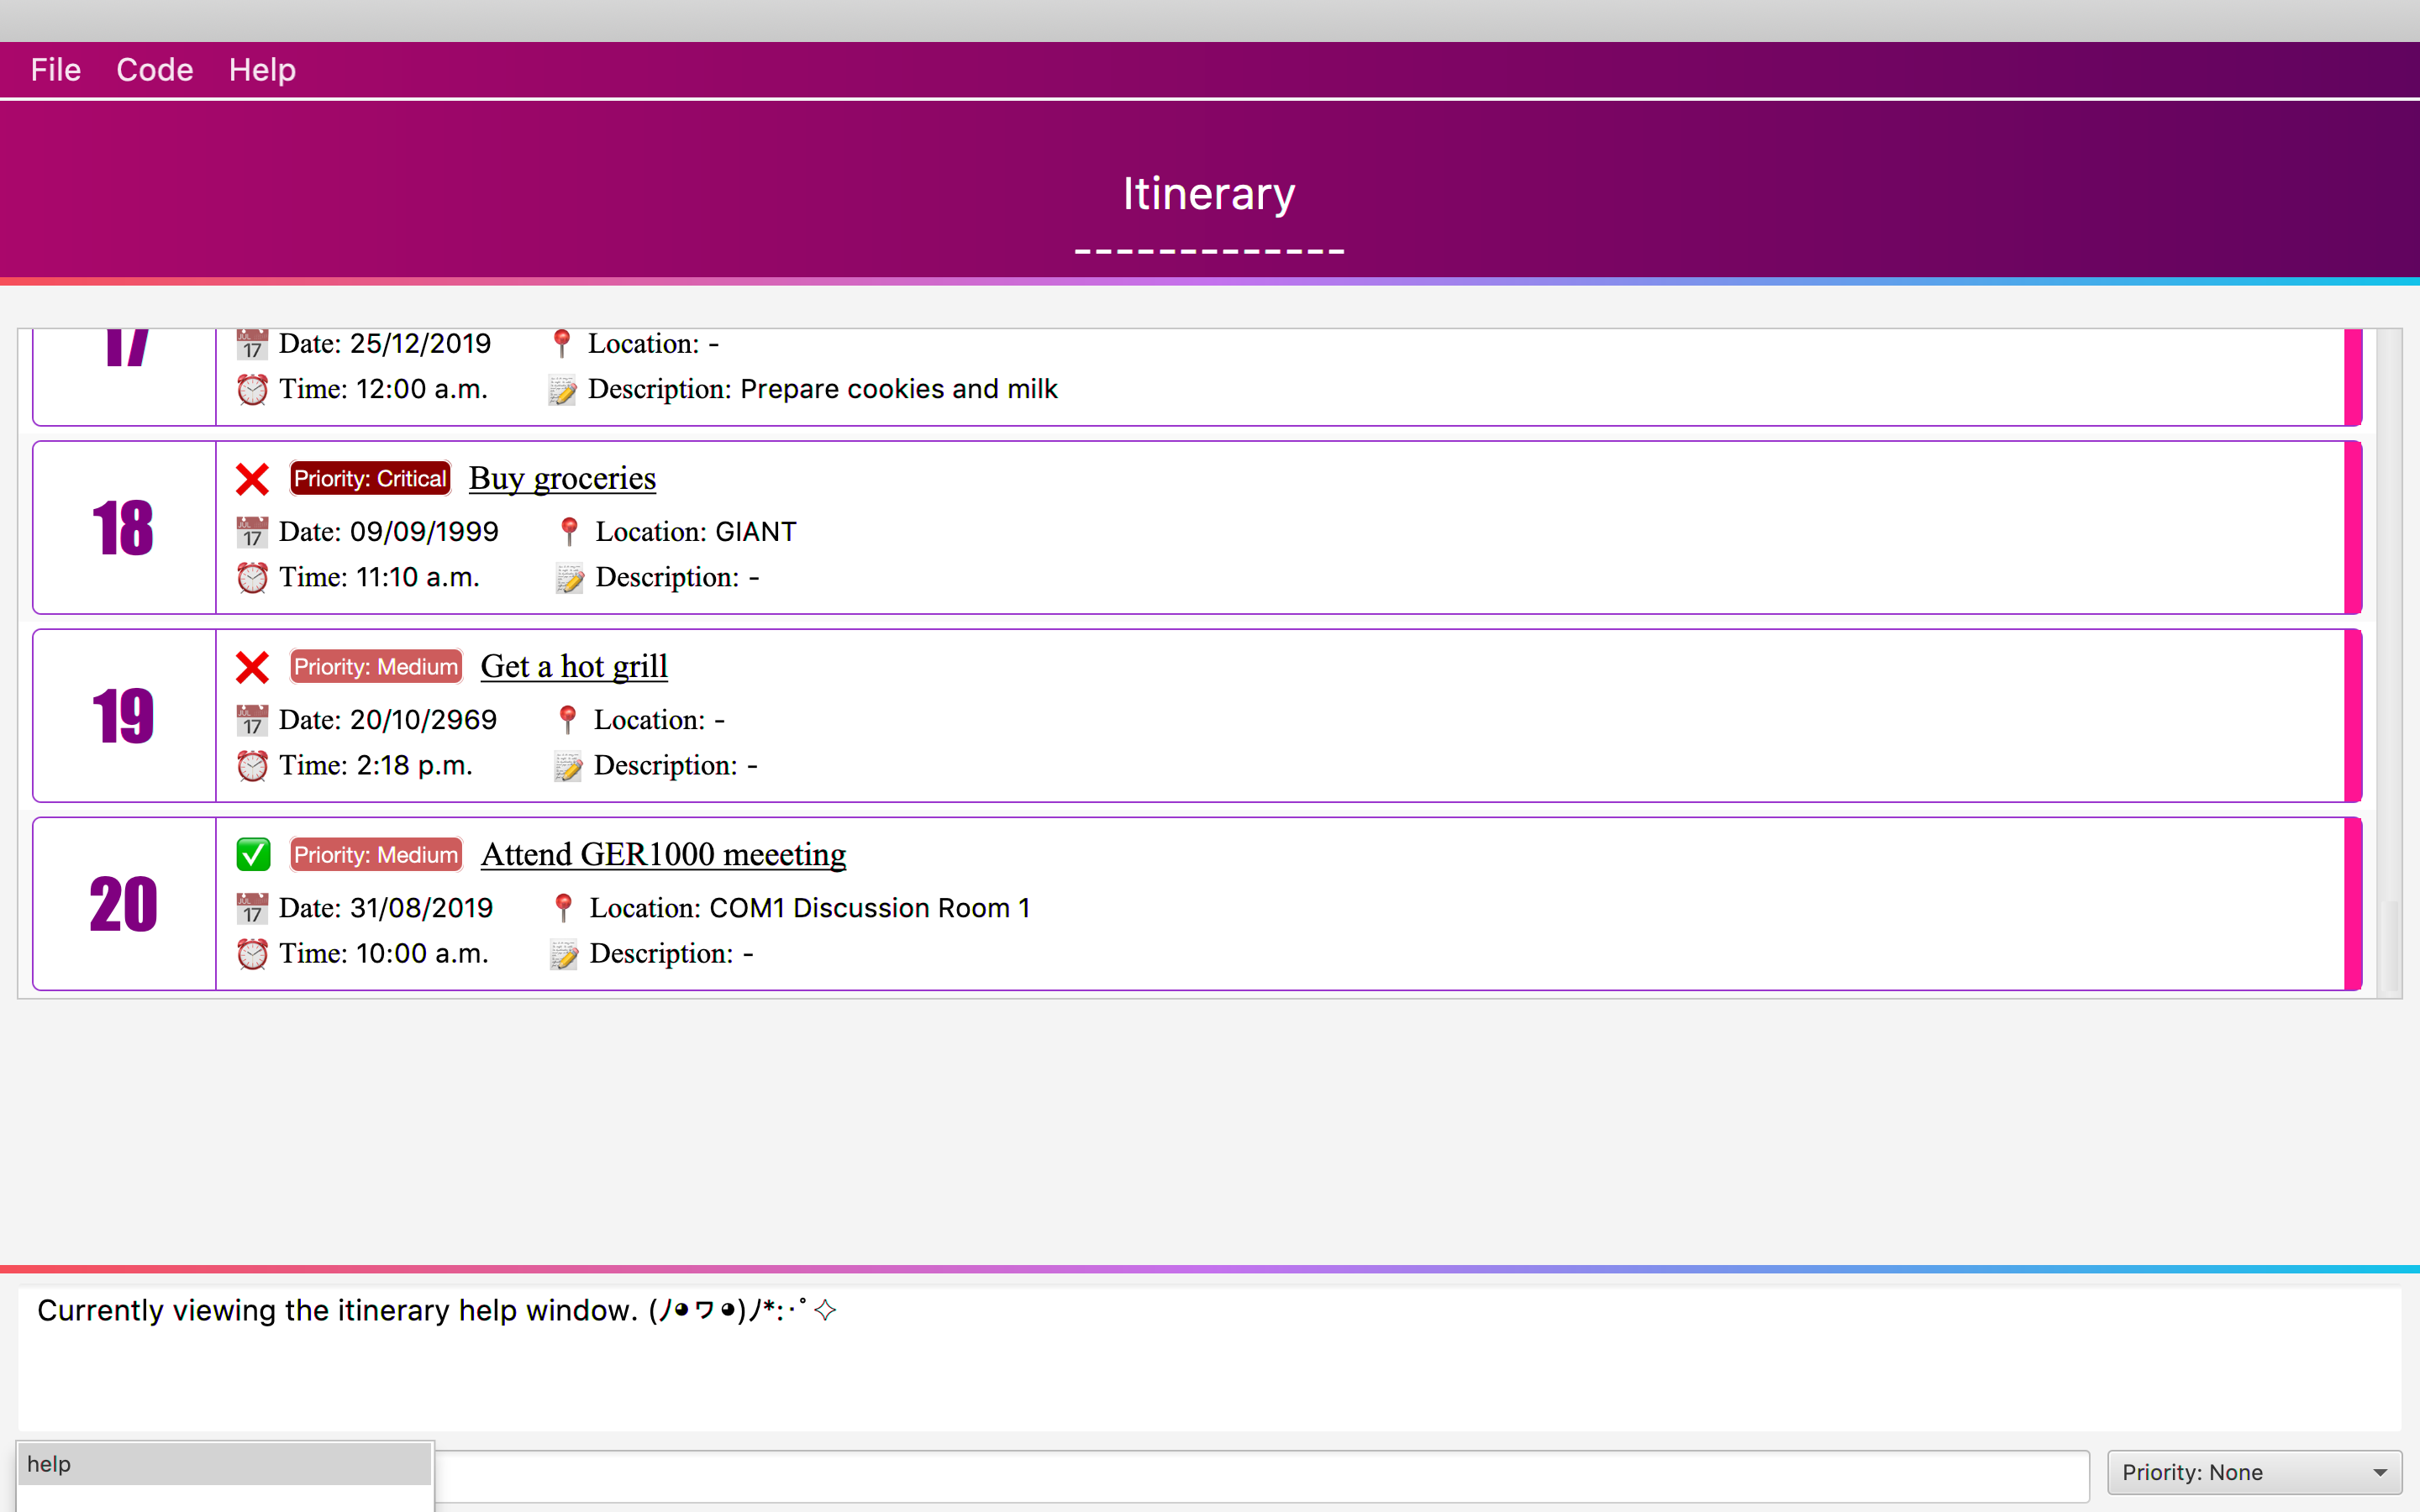 File Code Help
Itinerary
-------------
17
Date: 25/12/2019 Location: -
Time: 12:00 a.m. Description: Prepare cookies and milk
18
Priority: Critical Buy groceries
Date: 09/09/1999 Location: GIANT
Time: 11:10 a.m. Description: -
19
Priority: Medium Get a hot grill
Date: 20/10/2969 Location: -
Time: 2:18 p.m. Description: -
20
Priority: Medium Attend GER1000 meeeting
Date: 31/08/2019 Location: COM1 Discussion Room 1
Time: 10:00 a.m. Description: -
Currently viewing the itinerary help window. (ﾉ◕ヮ◕)ﾉ*:･ﾟ✧
help
Priority: None